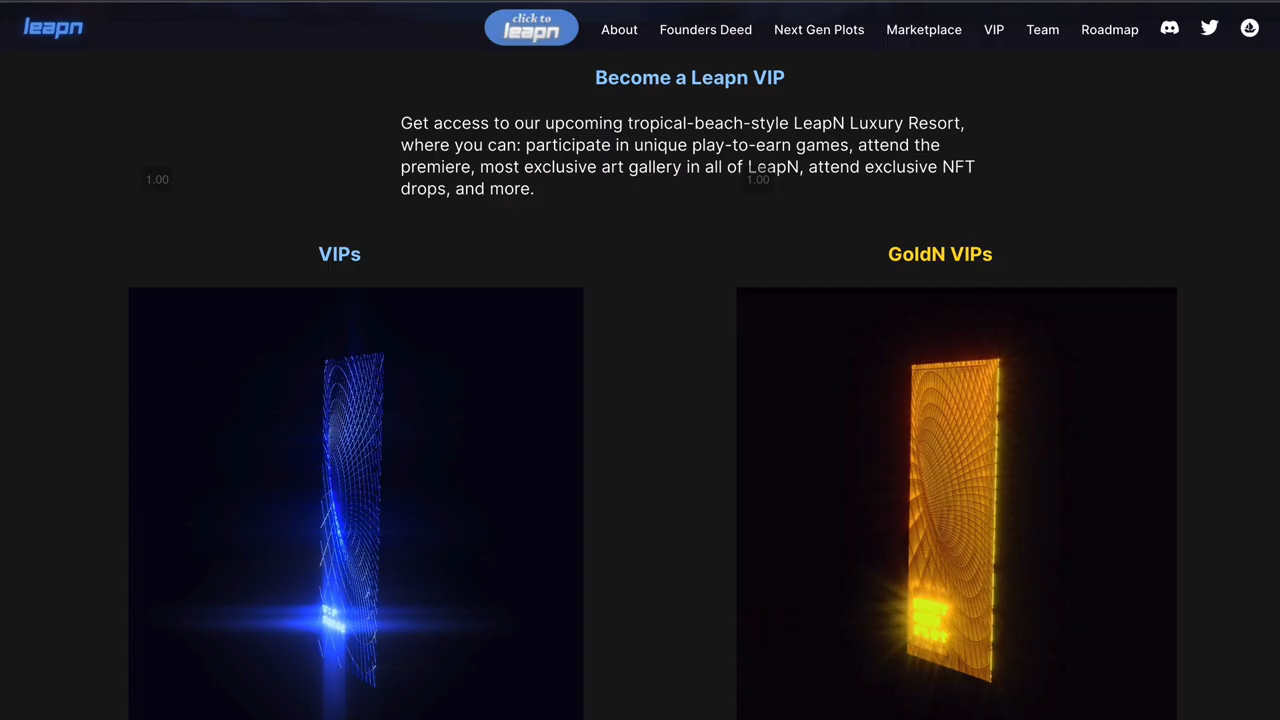 leapn
click to
leapn
About
Founders Deed
Next Gen Plots
Marketplace
VIP
Team
Roadmap
Become a Leapn VIP
Get access to our upcoming tropical-beach-style LeapN Luxury Resort,
where you can: participate in unique play-to-earn games, attend the
premiere, most exclusive art gallery in all of LeapN, attend exclusive NFT
drops, and more.
1.00
1.00
VIPs
GoldN VIPs